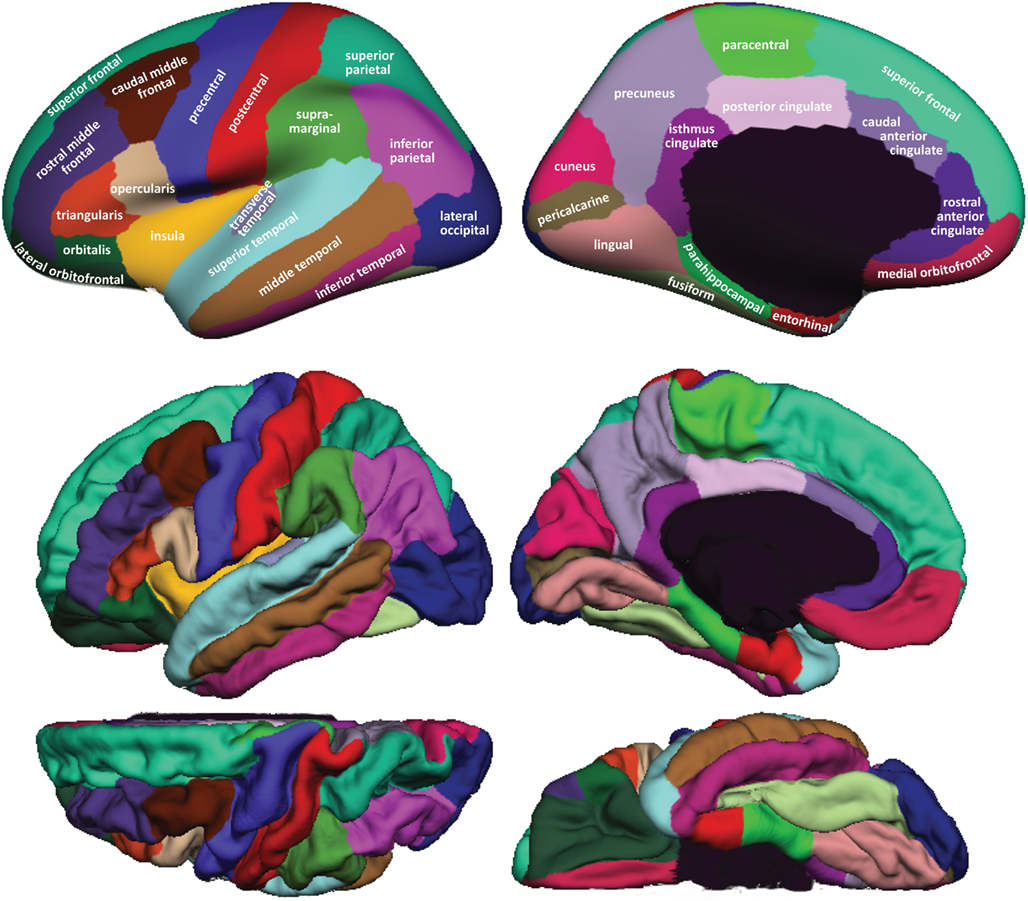 superior frontal
caudal middle
frontal
precentral
postcentral
superior
parietal
rostral middle
frontal
supra-
marginal
inferior
parietal
opercularis
triangularis
orbitalis
lateral orbitofrontal
insula
transverse
temporal
superior temporal
middle temporal
inferior temporal
lateral
occipital
paracentral
superior frontal
precuneus
posterior cingulate
isthmus
cingulate
caudal
anterior
cingulate
cuneus
pericalcarine
lingual
rostral
anterior
cingulate
medial orbitofrontal
parahippocampal
fusiform
entorhinal